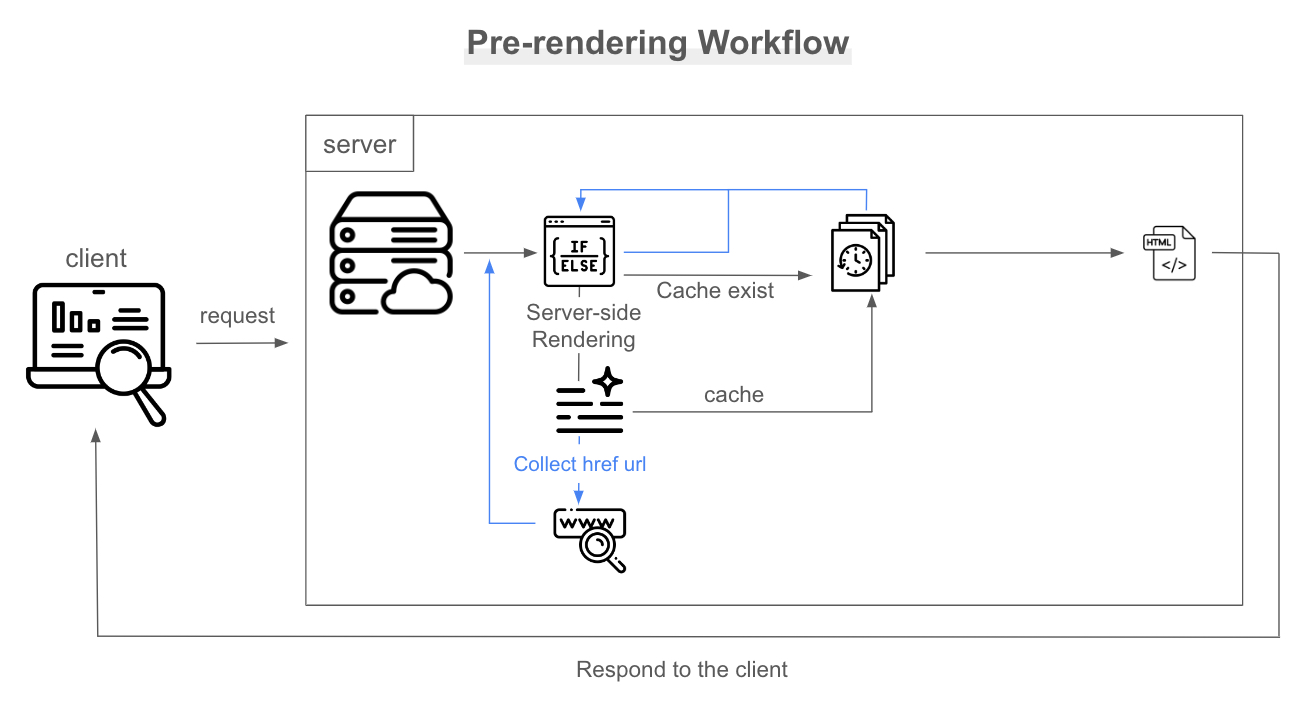 Pre-rendering Workflow
server
client
request
{ IF
ELSE }
Cache exist
Server-side
Rendering
cache
Collect href url
WWW
HTML
</>
Respond to the client